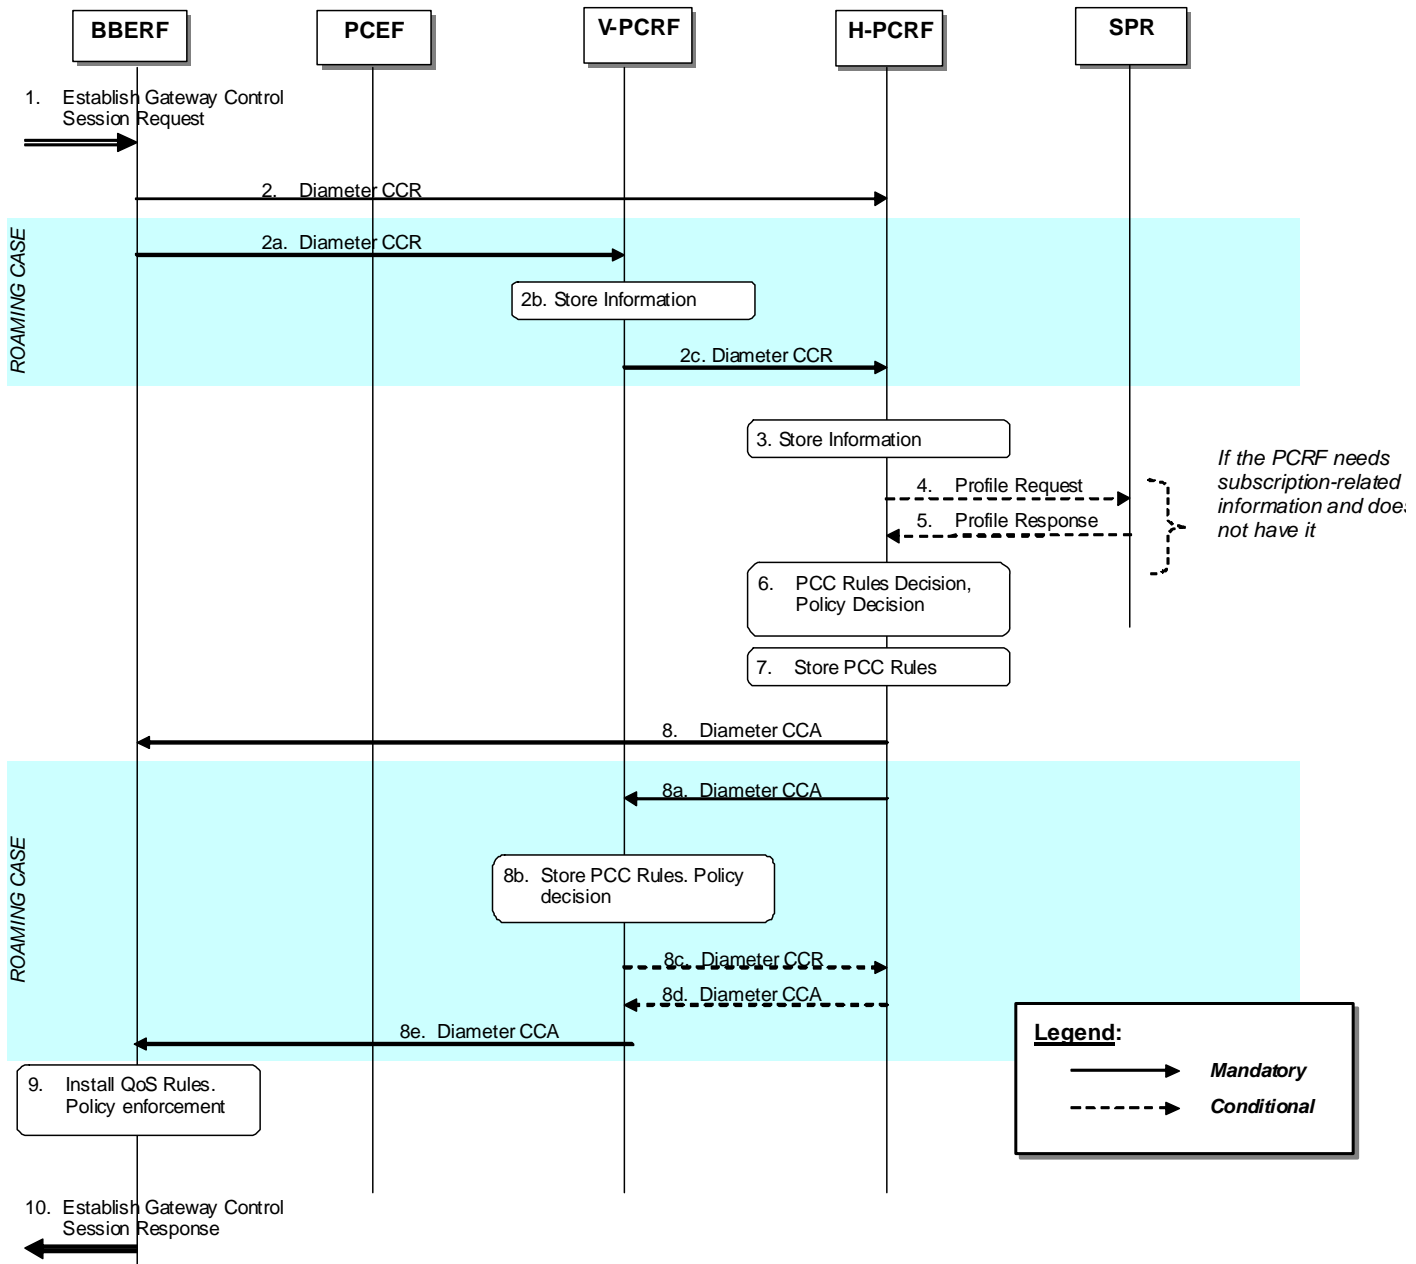 BBERF
PCEF
V-PCRF
H-PCRF
SPR
1. Establish Gateway Control
Session Request
2. Diameter CCR
ROAMING CASE
2a. Diameter CCR
2b. Store Information
2c. Diameter CCR
3. Store Information
4. Profile Request
5. Profile Response
If the PCRF needs
subscription-related
information and does
not have it
6. PCC Rules Decision,
Policy Decision
7. Store PCC Rules
8. Diameter CCA
ROAMING CASE
8a. Diameter CCA
8b. Store PCC Rules. Policy
decision
8c. Diameter CCR
8d. Diameter CCA
8e. Diameter CCA
Legend:
Mandatory
Conditional
9. Install QoS Rules.
Policy enforcement
10. Establish Gateway Control
Session Response